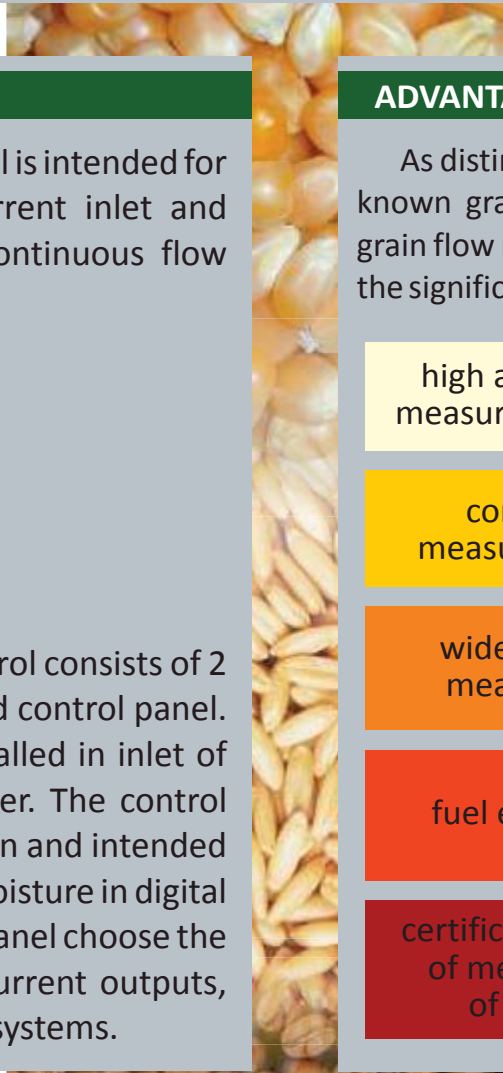 l is intended for
rrent inlet and
ontinuous flow
rol consists of 2
d control panel.
alled in inlet of
er. The control
n and intended
oisture in digital
anel choose the
urrent outputs,
systems.
ADVANTA
As distin
known gra
grain flow
the signific
high a
measur
co
measu
wide
mea
fuel e
certific
of me
of